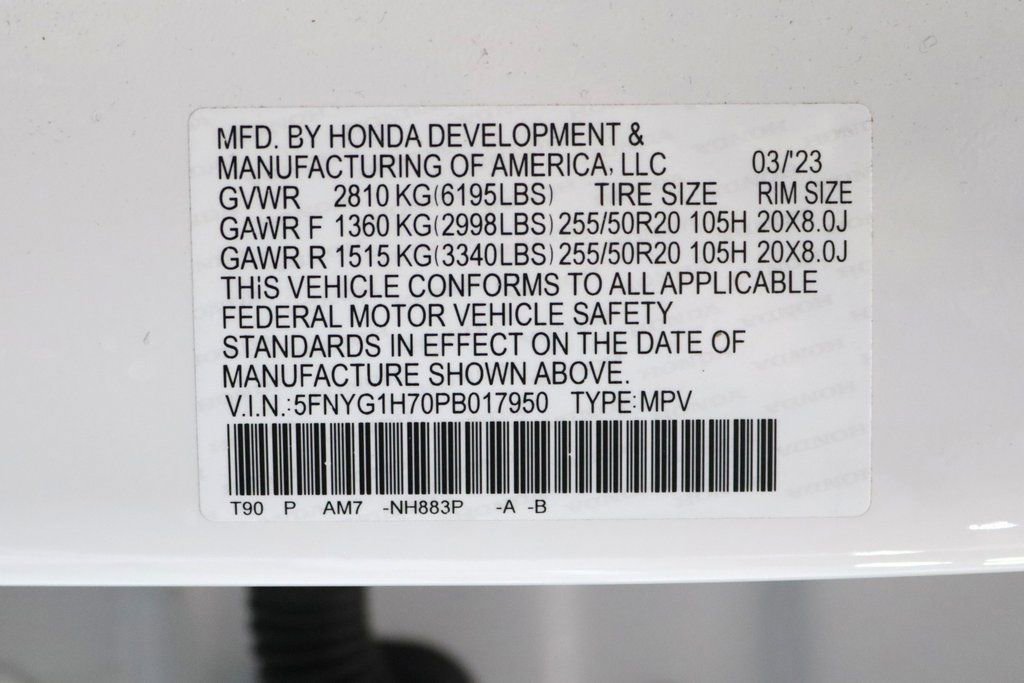 MFD. BY HONDA DEVELOPMENT &
MANUFACTURING OF AMERICA, LLC 03/'23
GVWR 2810 KG(6195LBS) TIRE SIZE RIM SIZE
GAWR F 1360 KG(2998LBS) 255/50R20 105H 20X8.0J
GAWR R 1515 KG(3340LBS) 255/50R20 105H 20X8.0J
THiS VEHICLE CONFORMS TO ALL APPLICABLE
FEDERAL MOTOR VEHICLE SAFETY
STANDARDS IN EFFECT ON THE DATE OF
MANUFACTURE SHOWN ABOVE.
V.I.N.:5FNYG1H70PB017950 TYPE:MPV
T90 P AM7 -NH883P -A -B